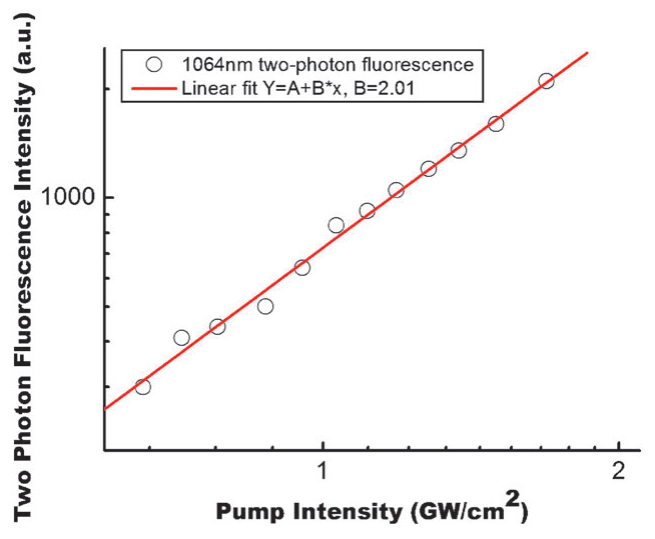 Two Photon Fluorescence Intensity (a.u.)
1064nm two-photon fluorescence
Linear fit Y=A+B*x, B=2.01
1000
1
2
Pump Intensity (GW/cm²)